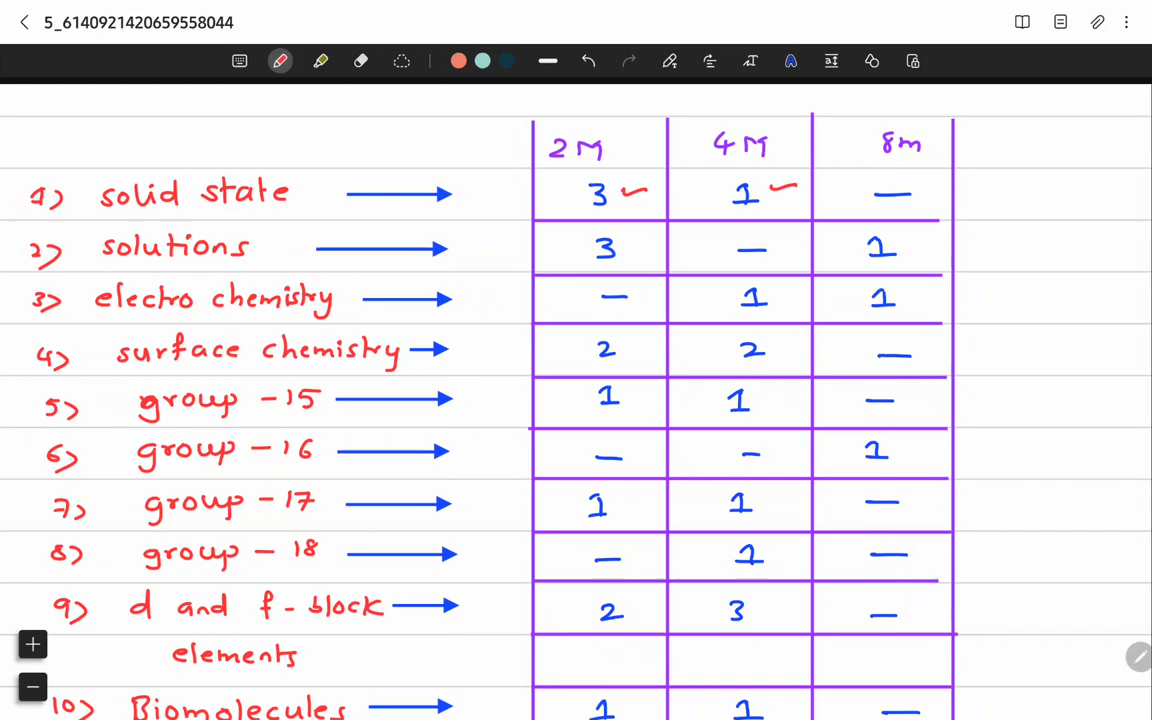 5_6140921420659558044
2M 4M 8m
1) solid state 3 1 —
2) solutions 3 — 1
3) electro chemistry — 1 1
4) surface chemistry 2 2 —
5) group - 15 1 1 —
6) group - 16 — - 1
7) group - 17 1 1 —
8) group - 18 — 1 —
9) d and f - block 2 3 —
elements
10) Biomolecules 1 1 —